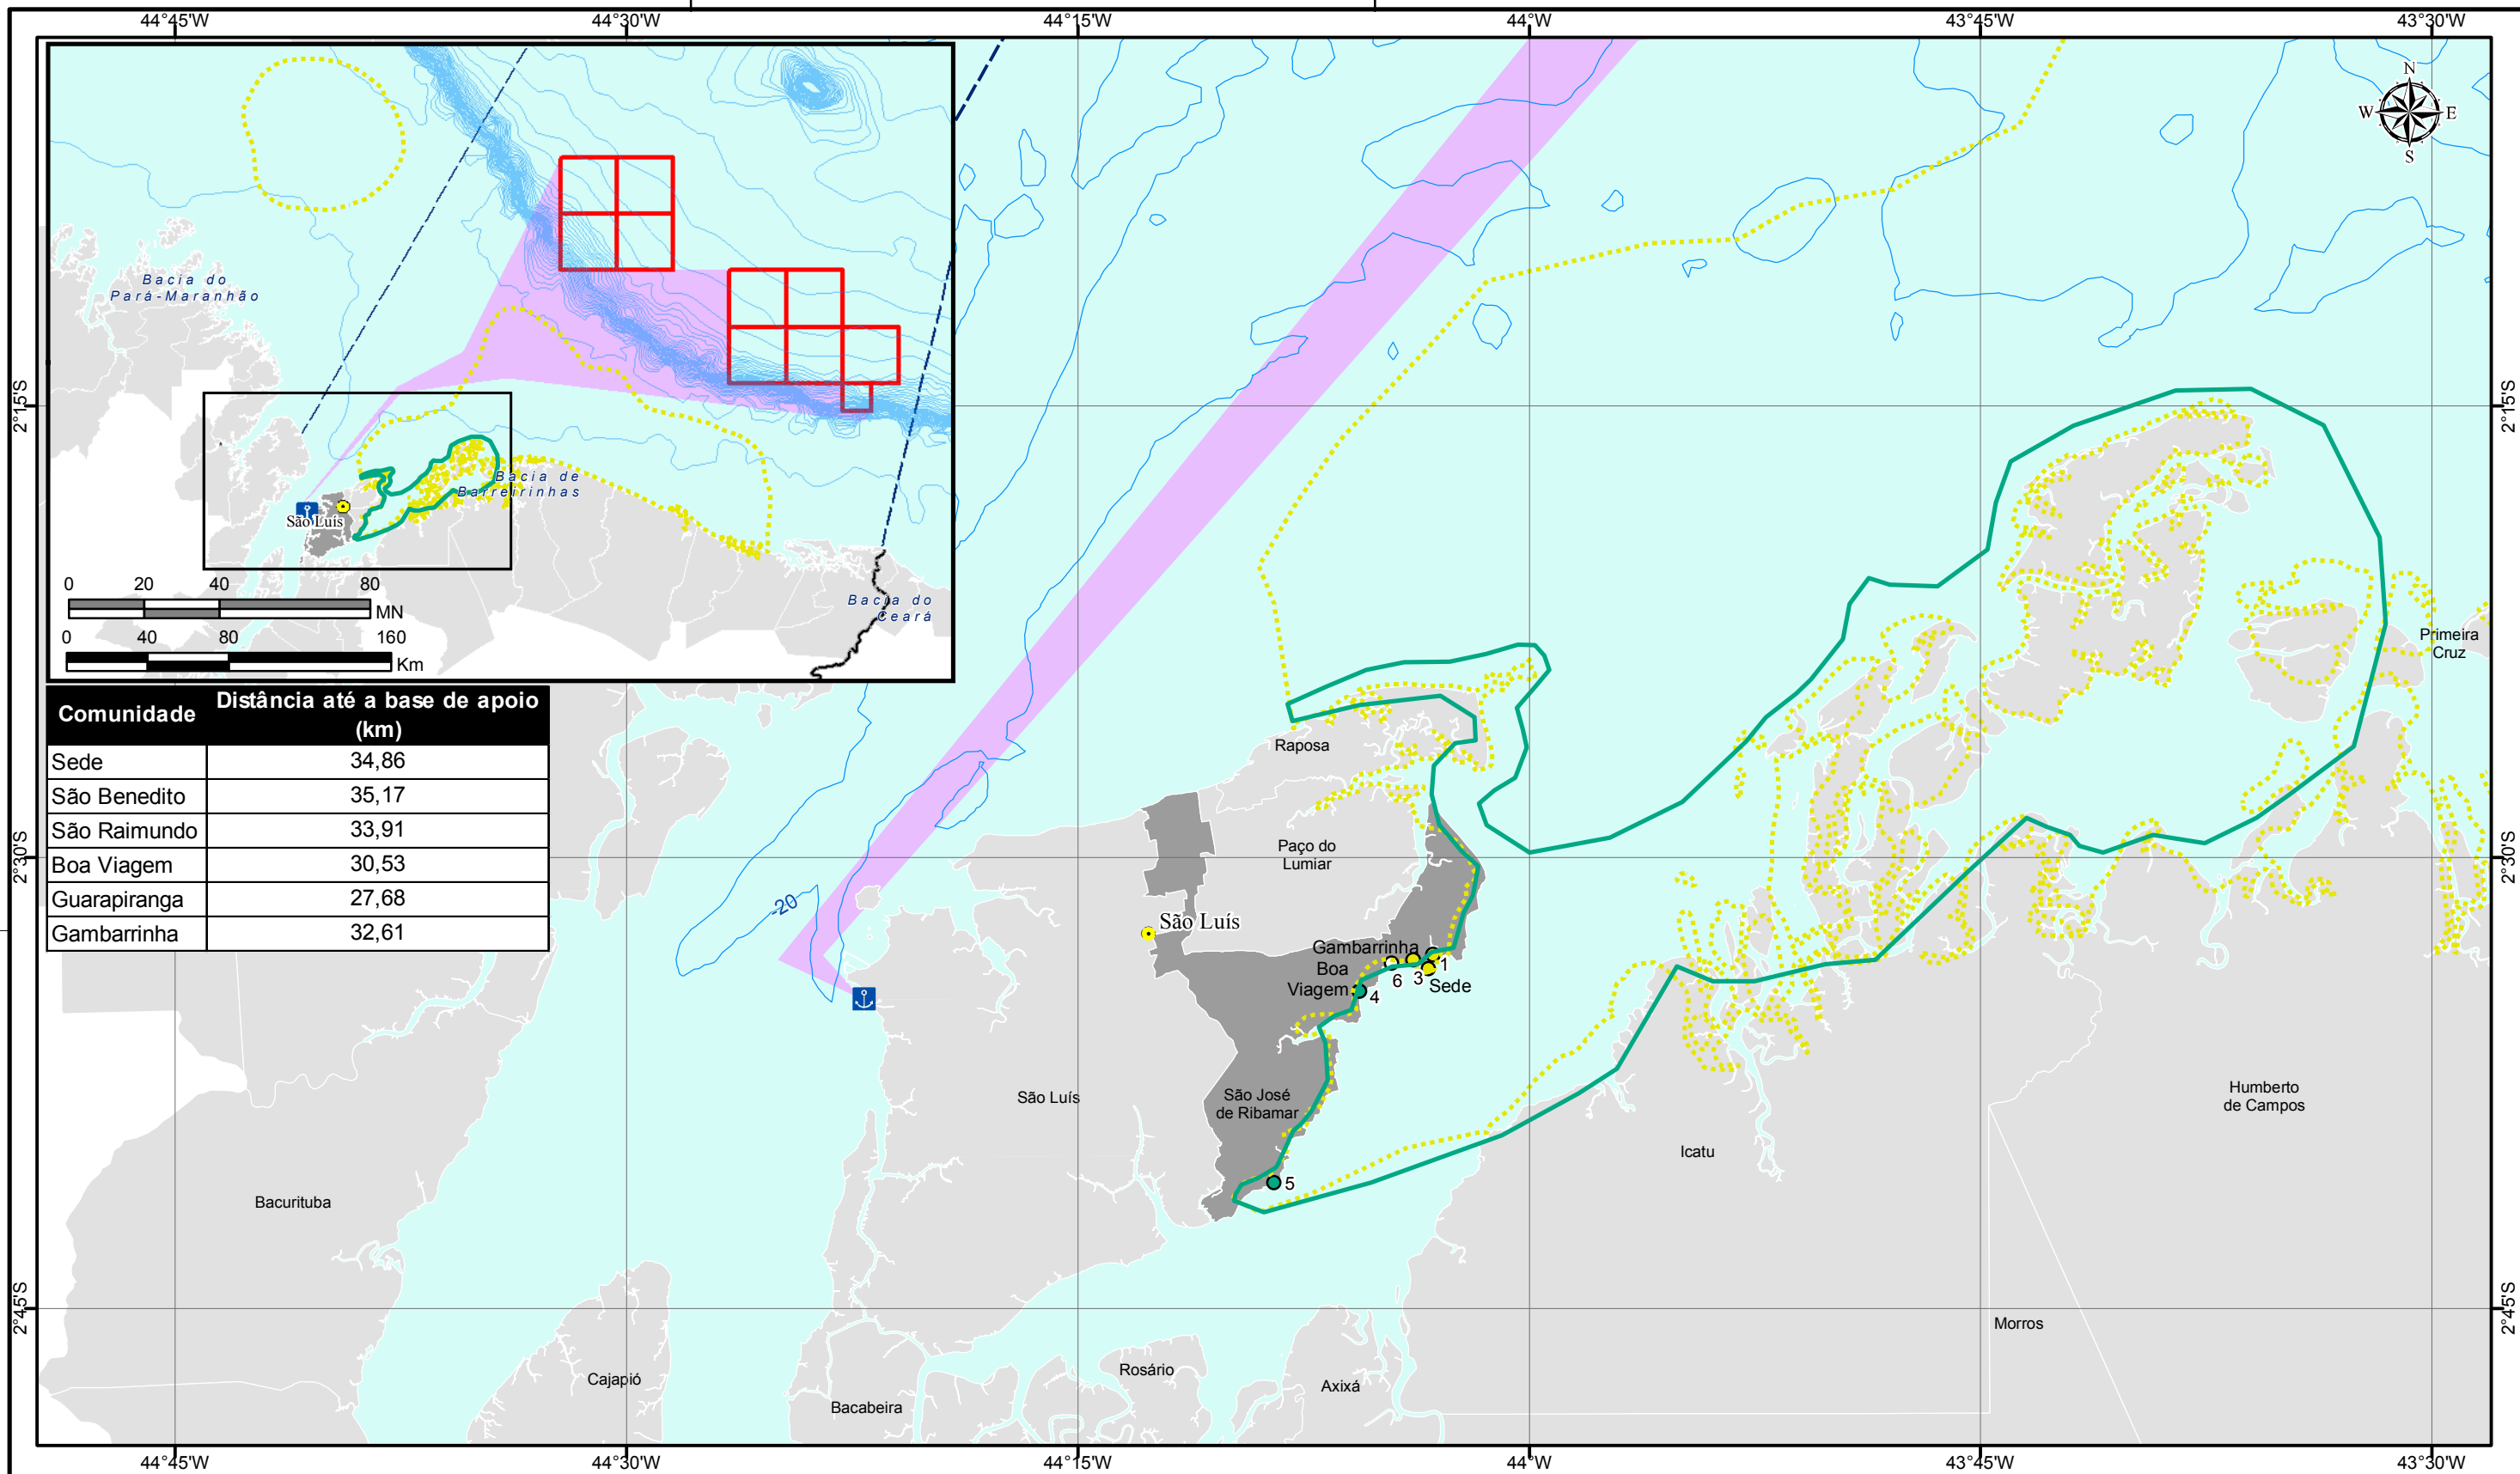 44°45'W
44°30'W
44°15'W
44°0'W
43°45'W
43°30'W
N
W
E
S
Bacia do
Pará-Maranhão
Bacia de
Barreirinhas
São Luís
Bacia do
Ceará
0 20 40 80
MN
0 40 80 160
Km
2°15'S
2°15'S
Comunidade
Distância até a base de apoio
(km)
Sede 34,86
São Benedito 35,17
São Raimundo 33,91
Boa Viagem 30,53
Guarapiranga 27,68
Gambarrinha 32,61
Primeira
Cruz
Raposa
Paço do
Lumiar
2°30'S
2°30'S
-20
São Luís
Gambarrinha
Boa
Viagem
1
3
6
4
Sede
São Luís
São José
de Ribamar
5
Humberto
de Campos
Icatu
Bacurituba
2°45'S
2°45'S
Morros
Cajapió
Rosário
Axixá
Bacabeira
44°45'W
44°30'W
44°15'W
44°0'W
43°45'W
43°30'W